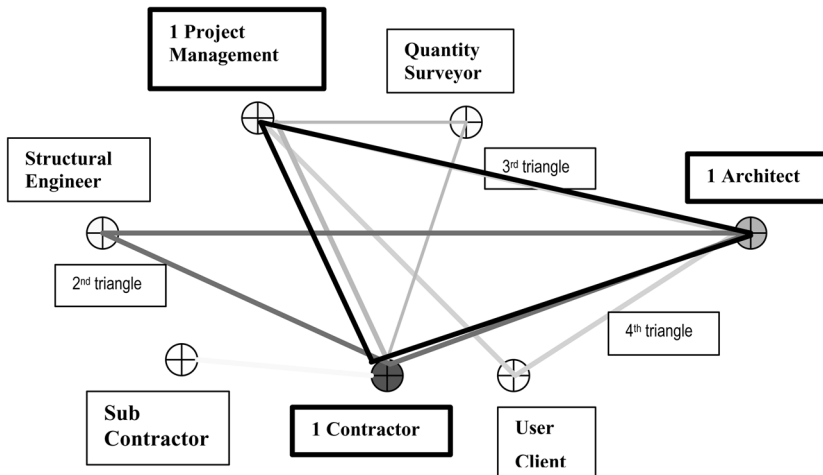 1 Project
Management
Quantity
Surveyor
Structural
Engineer
3rd triangle
1 Architect
2nd triangle
4th triangle
Sub
Contractor
1 Contractor
User
Client